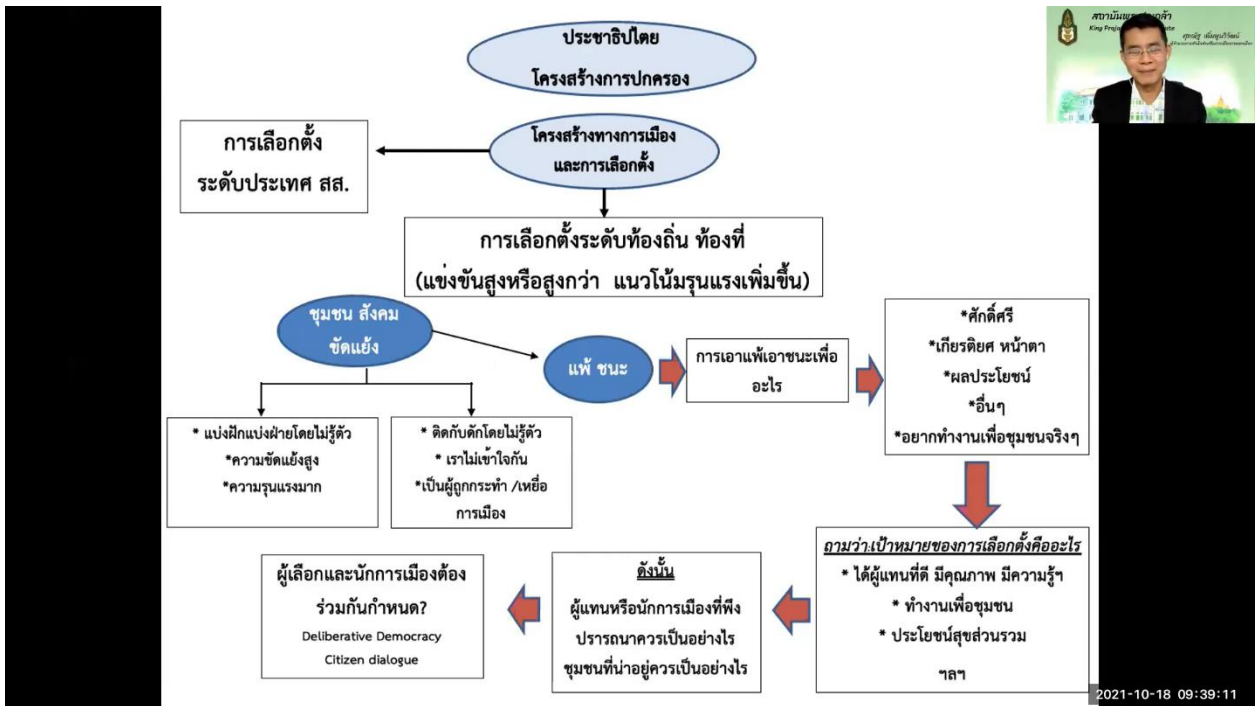 ประชาธิปไตย
โครงสร้างการปกครอง
โครงสร้างทางการเมือง
และการเลือกตั้ง
การเลือกตั้ง
ระดับประเทศ สส.
การเลือกตั้งระดับท้องถิ่น ท้องที่
(แข่งขันสูงหรือสูงกว่า แนวโน้มรุนแรงเพิ่มขึ้น)
ชุมชน สังคม
ขัดแย้ง
แพ้ ชนะ
การเอาแพ้เอาชนะเพื่อ
อะไร
*ศักดิ์ศรี
*เกียรติยศ หน้าตา
*ผลประโยชน์
*อื่นๆ
*อยากทำงานเพื่อชุมชนจริงๆ
* แบ่งฝักแบ่งฝ่ายโดยไม่รู้ตัว
*ความขัดแย้งสูง
*ความรุนแรงมาก
* ติดกับดักโดยไม่รู้ตัว
* เราไม่เข้าใจกัน
*เป็นผู้ถูกกระทำ /เหยื่อ
การเมือง
ถามว่า:เป้าหมายของการเลือกตั้งคืออะไร
* ได้ผู้แทนที่ดี มีคุณภาพ มีความรู้ฯ
* ทำงานเพื่อชุมชน
* ประโยชน์สุขส่วนรวม
ฯลฯ
ดังนั้น
ผู้แทนหรือนักการเมืองที่พึง
ปรารถนาควรเป็นอย่างไร
ชุมชนที่น่าอยู่ควรเป็นอย่างไร
ผู้เลือกและนักการเมืองต้อง
ร่วมกันกำหนด?
Deliberative Democracy
Citizen dialogue
สถาบันพระ
King
2021-10-18 09:39:11